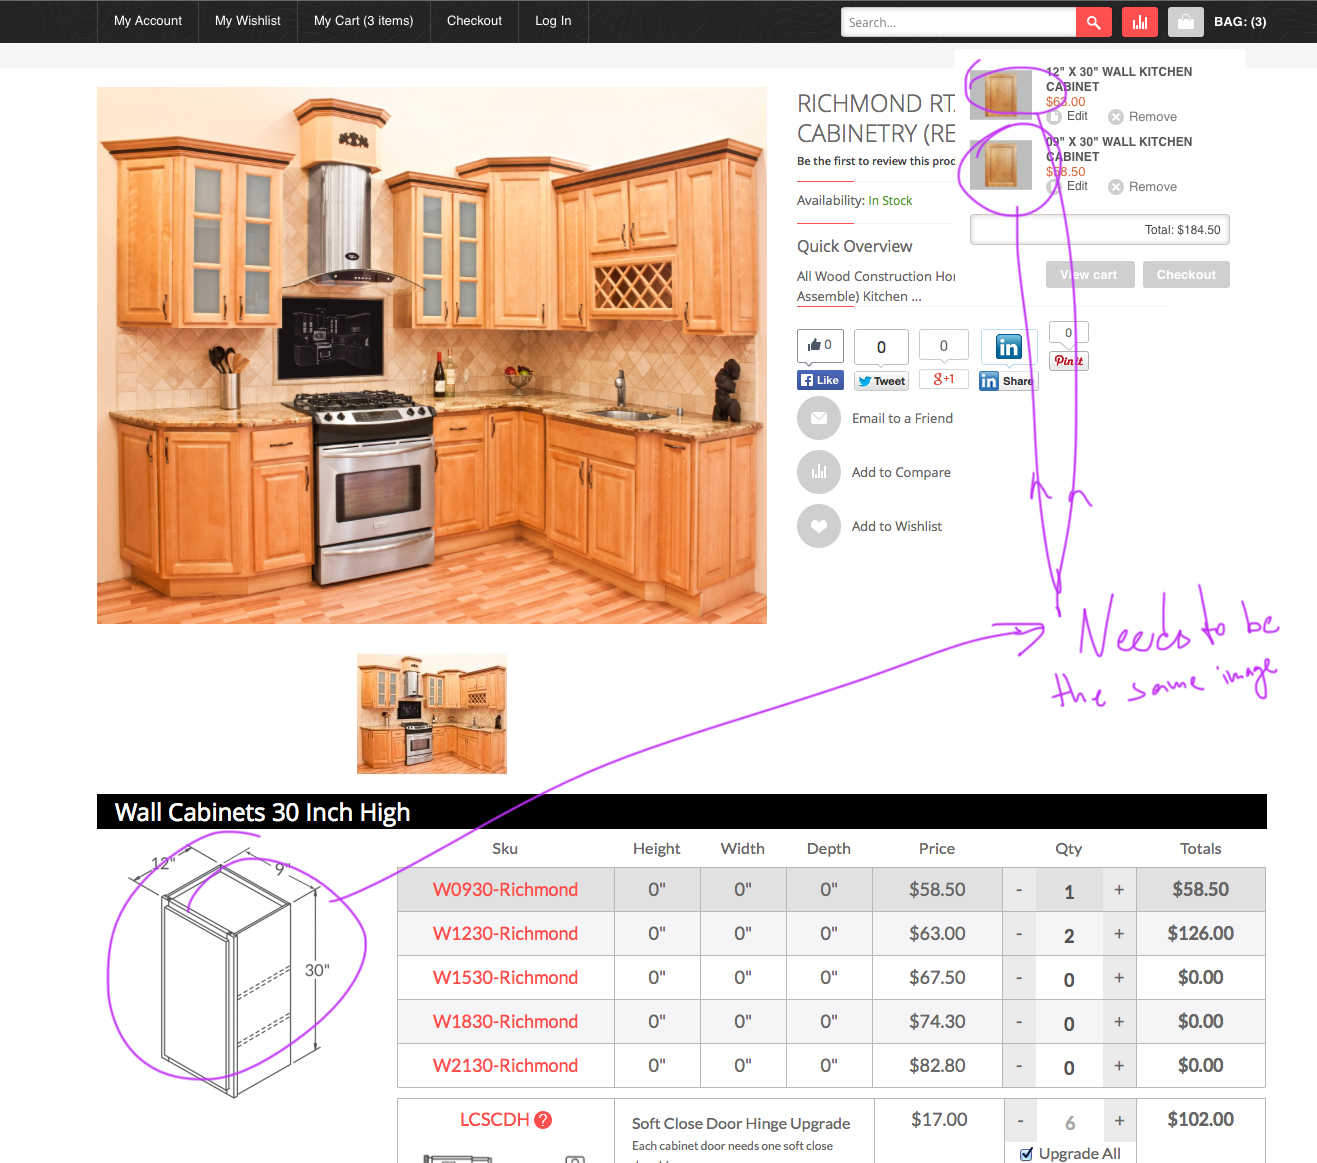 My Account My Wishlist My Cart (3 items) Checkout Log In Search... BAG: (3)
12" X 30" WALL KITCHEN
CABINET
$63.00
Edit Remove
09" X 30" WALL KITCHEN
CABINET
$58.50
Edit Remove
Total: $184.50
View cart Checkout
RICHMOND RT
CABINETRY (RE
Be the first to review this proc
Availability: In Stock
Quick Overview
All Wood Construction Hor
Assemble) Kitchen ...
0 0 0 in 0
Like Tweet g+1 in Share Pinit
Email to a Friend
Add to Compare
Add to Wishlist
Needs to be
the same image
Wall Cabinets 30 Inch High
12" 9"
30"
Sku Height Width Depth Price Qty Totals
W0930-Richmond 0" 0" 0" $58.50 - 1 + $58.50
W1230-Richmond 0" 0" 0" $63.00 - 2 + $126.00
W1530-Richmond 0" 0" 0" $67.50 - 0 + $0.00
W1830-Richmond 0" 0" 0" $74.30 - 0 + $0.00
W2130-Richmond 0" 0" 0" $82.80 - 0 + $0.00
LCSCDH ? Soft Close Door Hinge Upgrade $17.00 - 6 + $102.00
Each cabinet door needs one soft close
Upgrade All